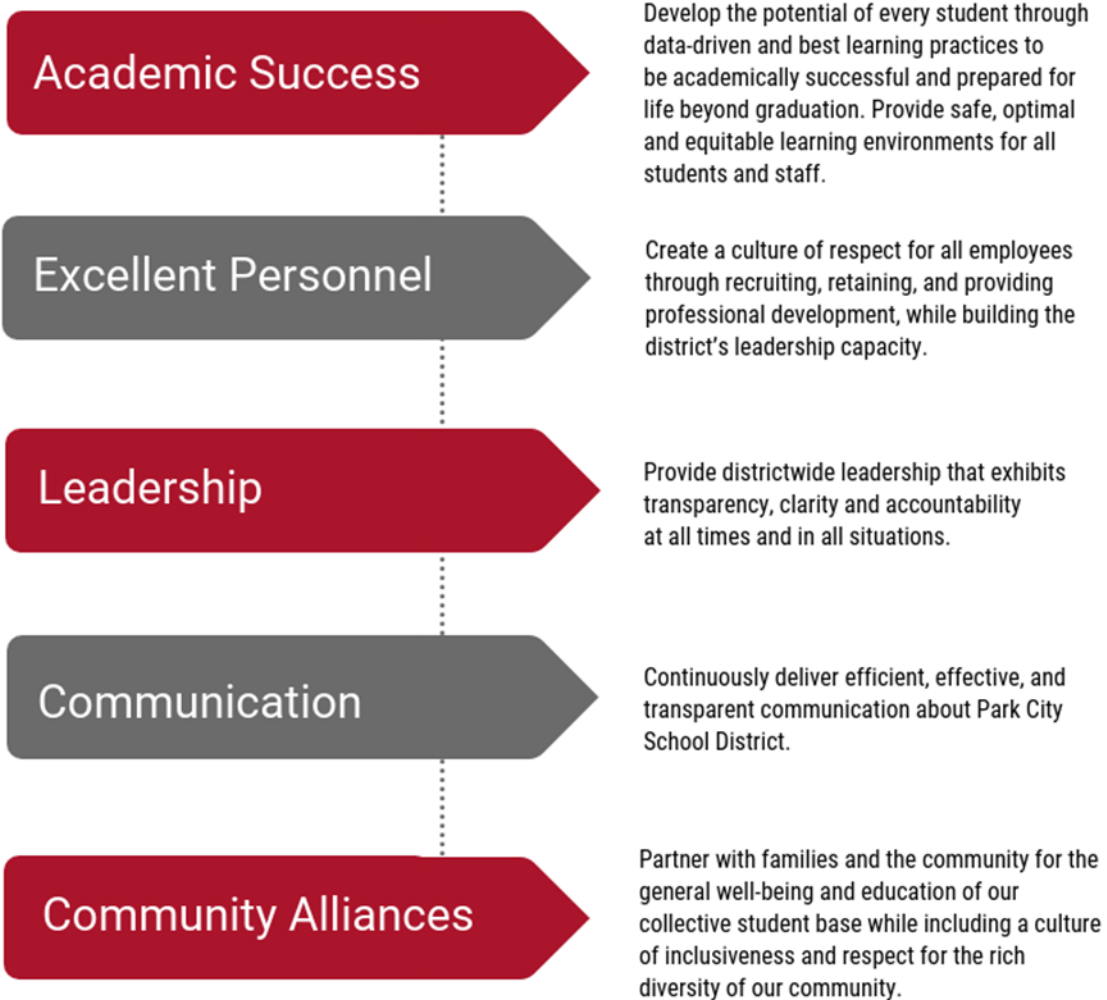 Academic Success
Develop the potential of every student through
data-driven and best learning practices to
be academically successful and prepared for
life beyond graduation. Provide safe, optimal
and equitable learning environments for all
students and staff.
Excellent Personnel
Create a culture of respect for all employees
through recruiting, retaining, and providing
professional development, while building the
district’s leadership capacity.
Leadership
Provide districtwide leadership that exhibits
transparency, clarity and accountability
at all times and in all situations.
Communication
Continuously deliver efficient, effective, and
transparent communication about Park City
School District.
Community Alliances
Partner with families and the community for the
general well-being and education of our
collective student base while including a culture
of inclusiveness and respect for the rich
diversity of our community.